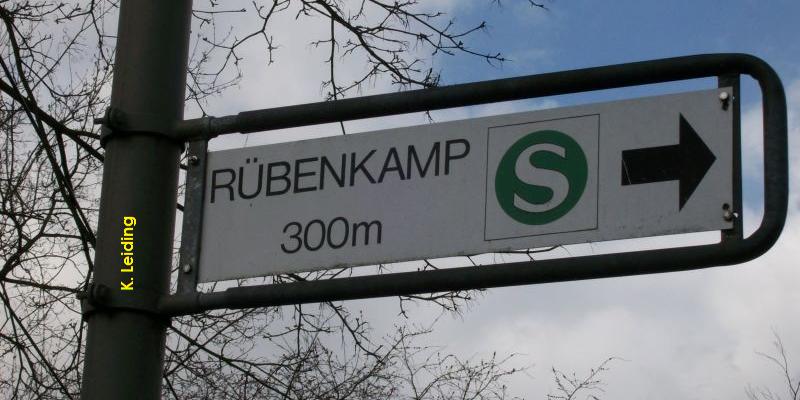 RÜBENKAMP
300m
S
K. Leiding